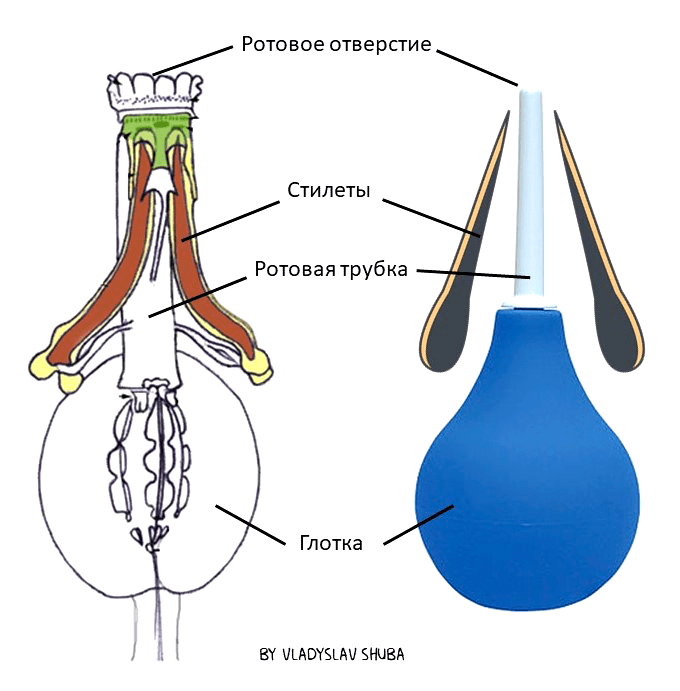 Ротовое отверстие
Стилеты
Ротовая трубка
Глотка
BY VLADYSLAV SHUBA